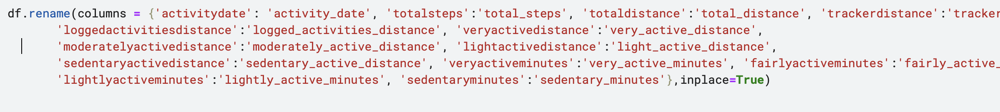 df.rename(columns = {'activitydate': 'activity_date', 'totalsteps':'total_steps', 'totaldistance':'total_distance', 'trackerdistance':'tracker
'loggedactivitiesdistance':'logged_activities_distance', 'veryactivedistance':'very_active_distance',
'moderatelyactivedistance':'moderately_active_distance', 'lightactivedistance':'light_active_distance',
'sedentaryactivedistance':'sedentary_active_distance', 'veryactiveminutes':'very_active_minutes', 'fairlyactiveminutes':'fairly_active_
'lightlyactiveminutes':'lightly_active_minutes', 'sedentaryminutes':'sedentary_minutes'},inplace=True)